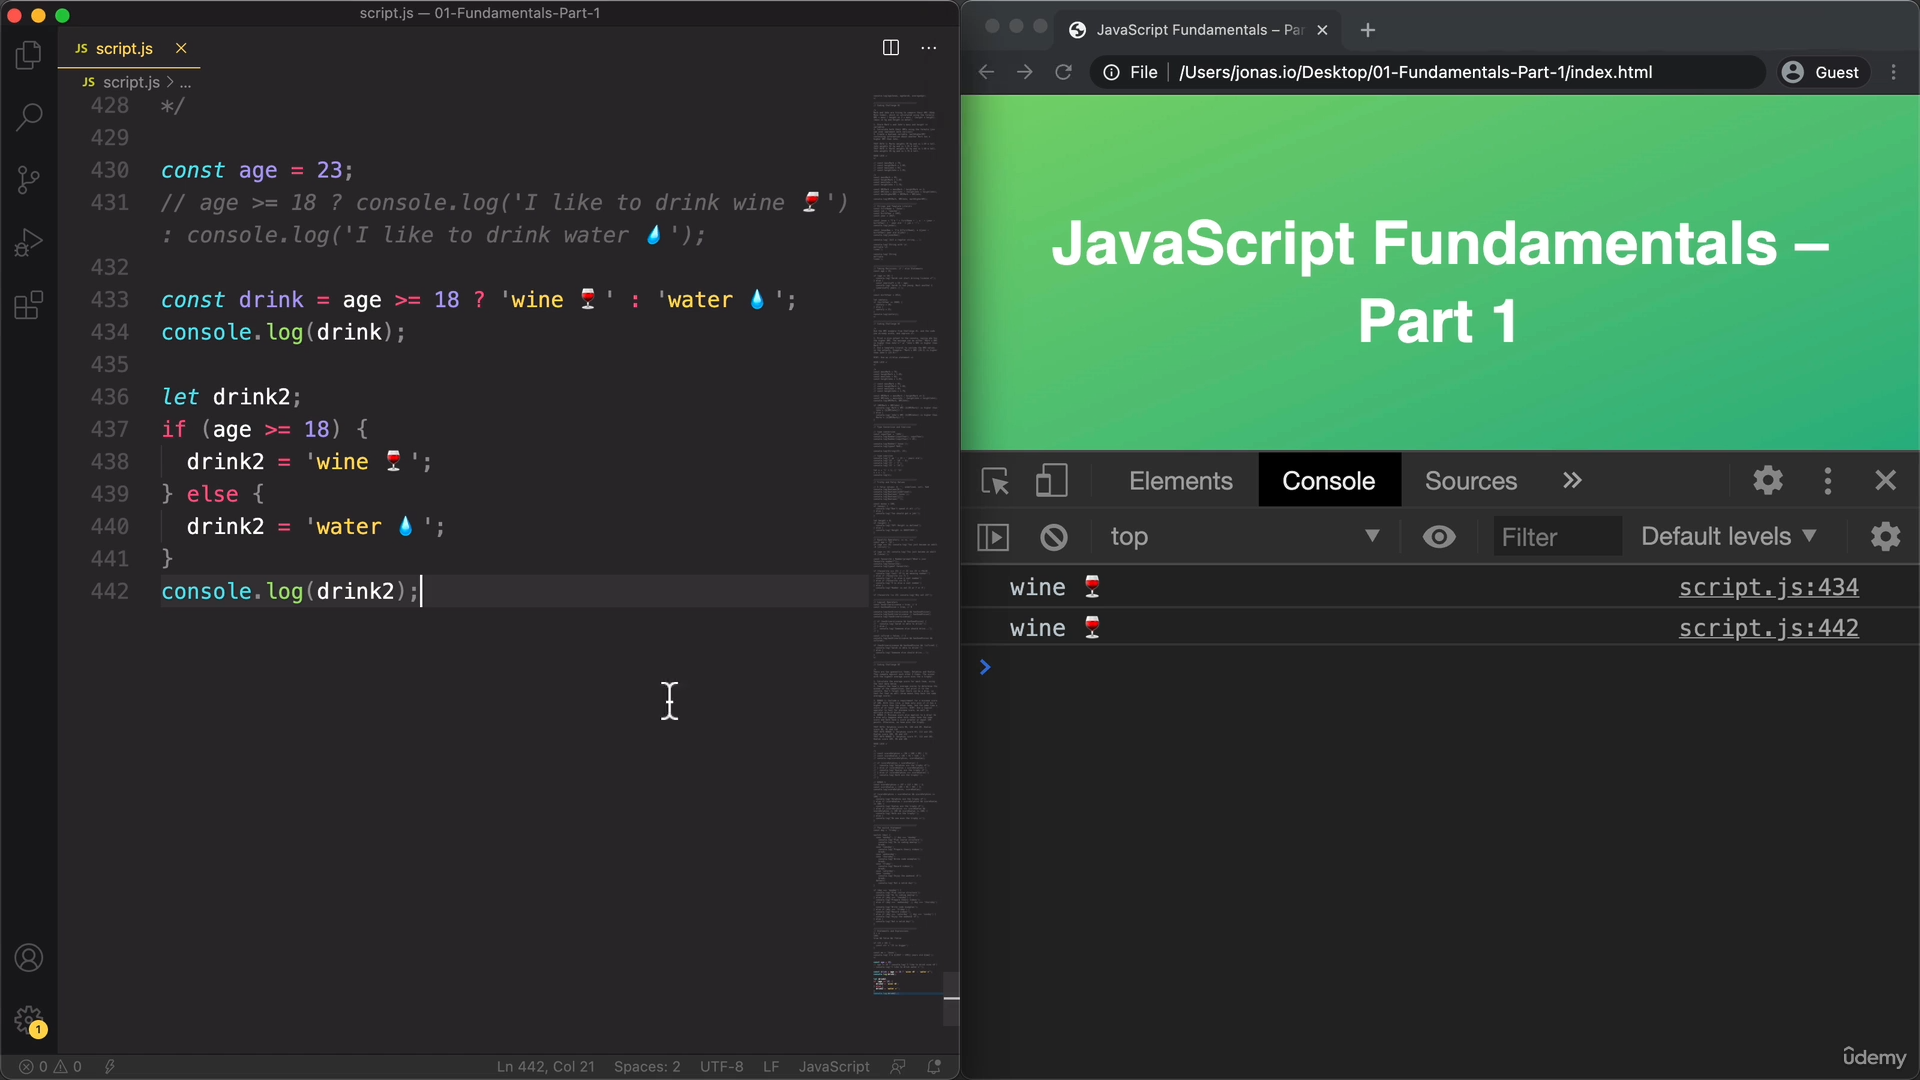 script.js — 01-Fundamentals-Part-1
JS script.js ×
JS script.js > ...
428 */
429
430 const age = 23;
431 // age >= 18 ? console.log('I like to drink wine 🍷')
: console.log('I like to drink water 💧');
432
433 const drink = age >= 18 ? 'wine 🍷' : 'water 💧';
434 console.log(drink);
435
436 let drink2;
437 if (age >= 18) {
438 drink2 = 'wine 🍷';
439 } else {
440 drink2 = 'water 💧';
441 }
442 console.log(drink2);
1
0 0
Ln 442, Col 21 Spaces: 2 UTF-8 LF JavaScript
JavaScript Fundamentals – Par
File /Users/jonas.io/Desktop/01-Fundamentals-Part-1/index.html Guest
JavaScript Fundamentals –
Part 1
Elements Console Sources
top Filter Default levels
wine 🍷 script.js:434
wine 🍷 script.js:442
udemy